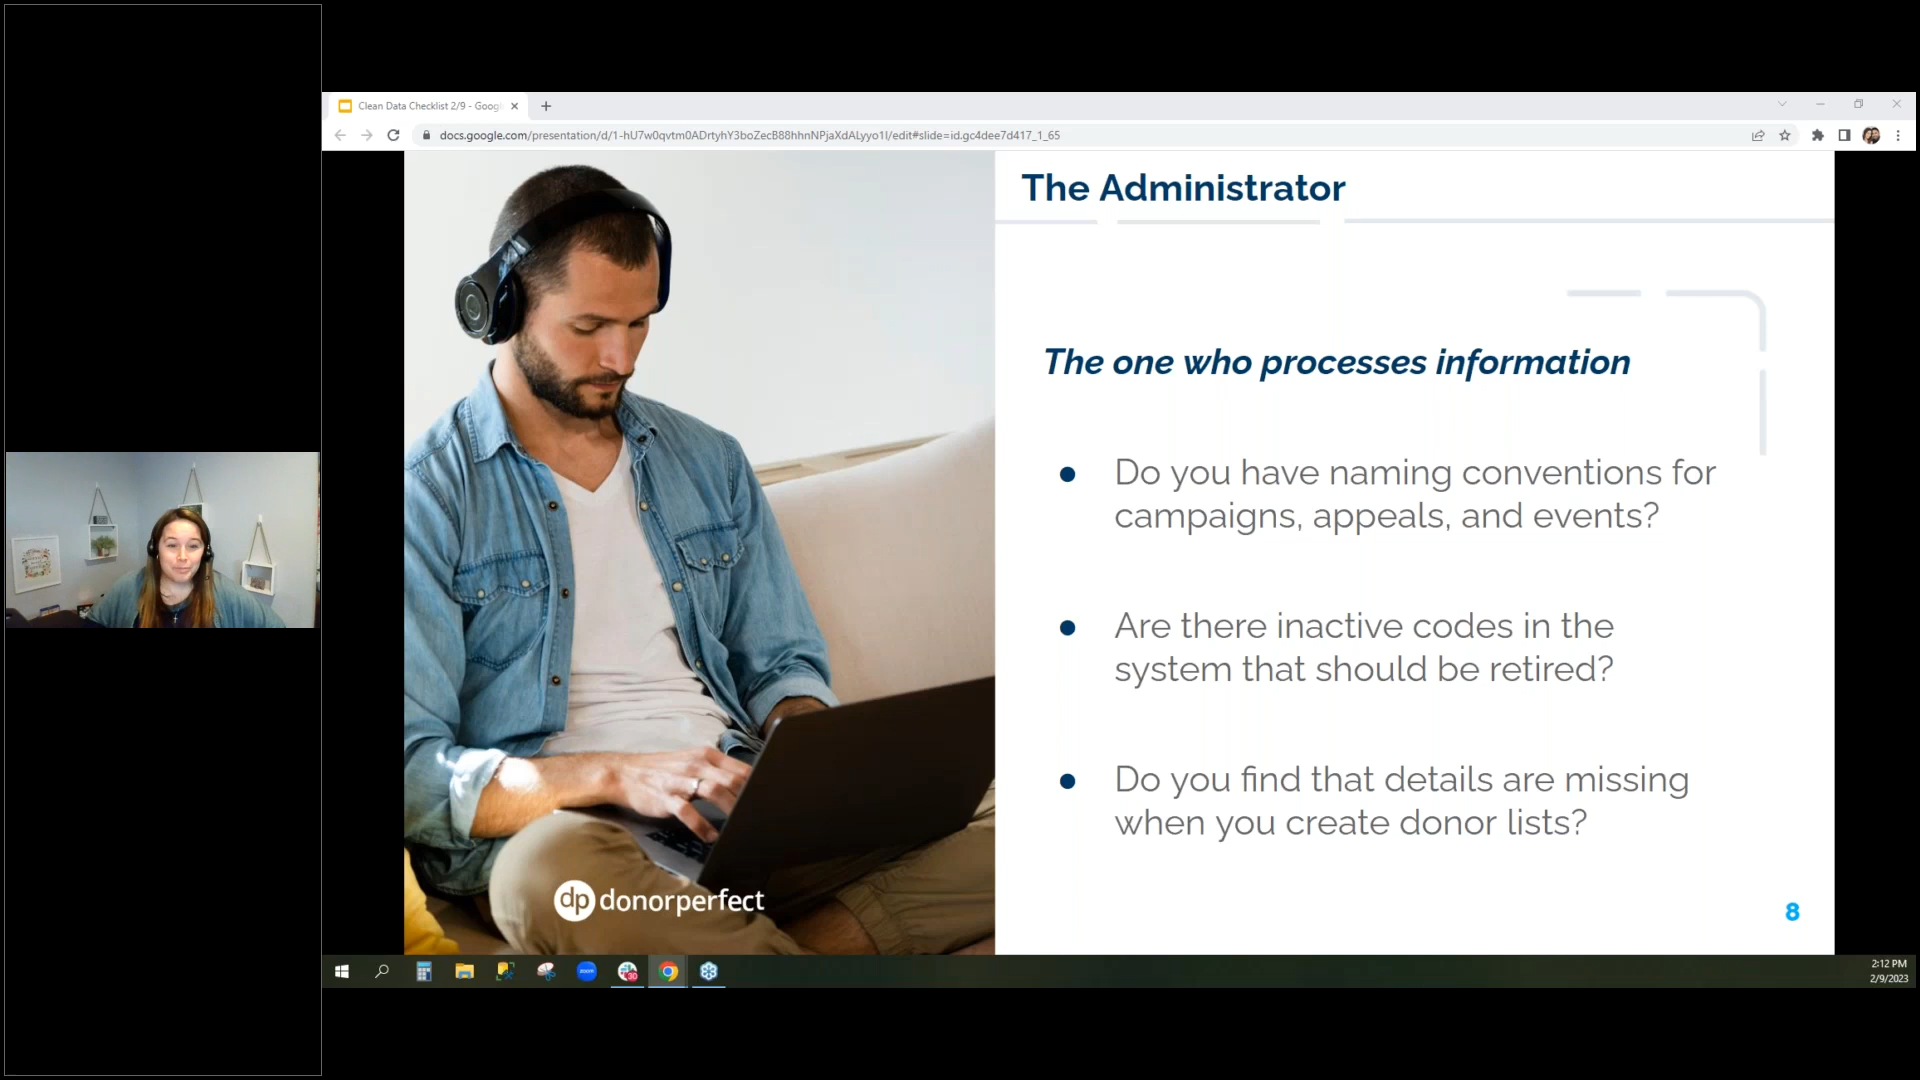 Clean Data Checklist 2/9 - Goog
docs.google.com/presentation/d/1-hU7w0qvtm0ADrtyhY3boZecB88hhnNPjaXdALyyo1I/edit#slide=id.gc4dee7d417_1_65
The Administrator
The one who processes information
Do you have naming conventions for
campaigns, appeals, and events?
Are there inactive codes in the
system that should be retired?
Do you find that details are missing
when you create donor lists?
dp donorperfect
8
zoom
30
2:12 PM
2/9/2023